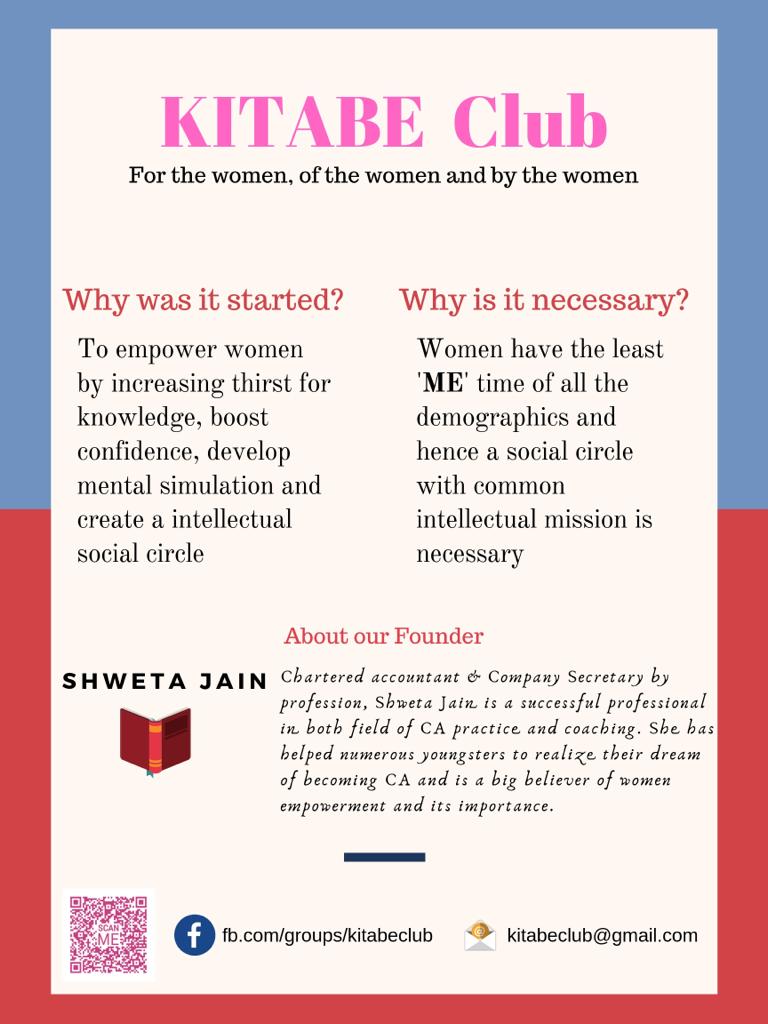 KITABE Club
For the women, of the women and by the women
Why was it started?
To empower women
by increasing thirst for
knowledge, boost
confidence, develop
mental simulation and
create a intellectual
social circle
Why is it necessary?
Women have the least
'ME' time of all the
demographics and
hence a social circle
with common
intellectual mission is
necessary
About our Founder
SHWETA JAIN
Chartered accountant & Company Secretary by
profession, Shweta Jain is a successful professional
in both field of CA practice and coaching. She has
helped numerous youngsters to realize their dream
of becoming CA and is a big believer of women
empowerment and its importance.
SCAN
ME
fb.com/groups/kitabeclub
kitabeclub@gmail.com